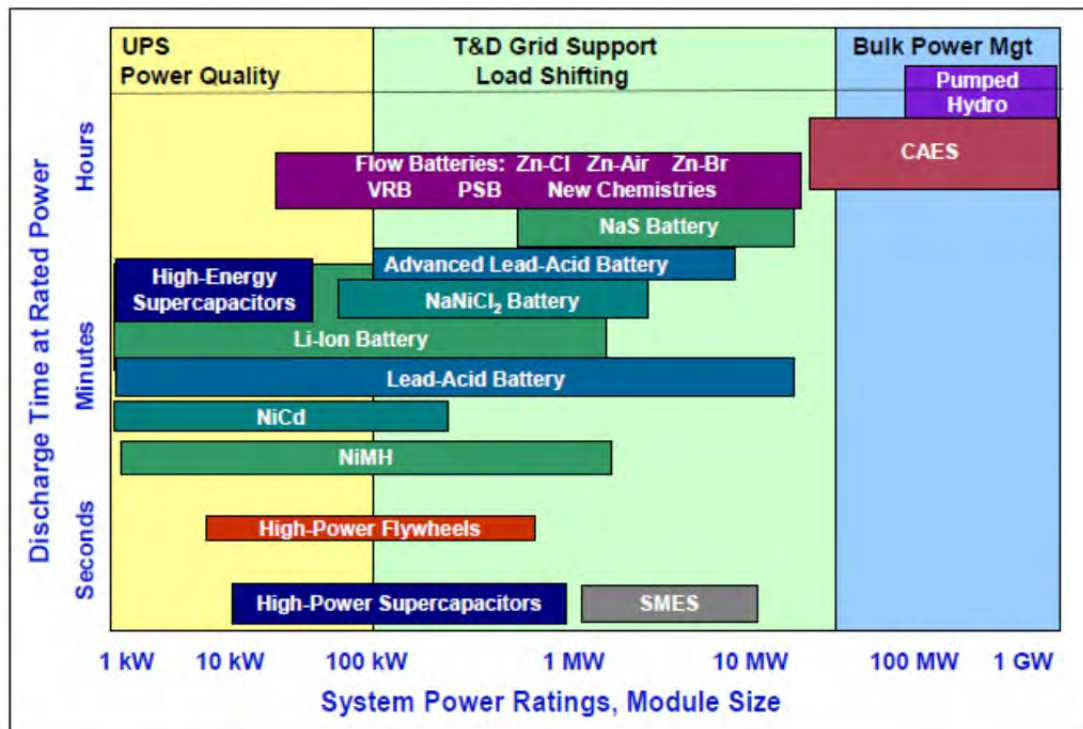 UPS
Power Quality
T&D Grid Support
Load Shifting
Bulk Power Mgt
Pumped
Hydro
CAES
Flow Batteries: Zn-Cl Zn-Air Zn-Br
VRB PSB New Chemistries
NaS Battery
Advanced Lead-Acid Battery
High-Energy
Supercapacitors
NaNiCl₂ Battery
Li-Ion Battery
Lead-Acid Battery
NiCd
NiMH
High-Power Flywheels
High-Power Supercapacitors
SMES
Discharge Time at Rated Power
Hours
Minutes
Seconds
1 kW 10 kW 100 kW 1 MW 10 MW 100 MW 1 GW
System Power Ratings, Module Size